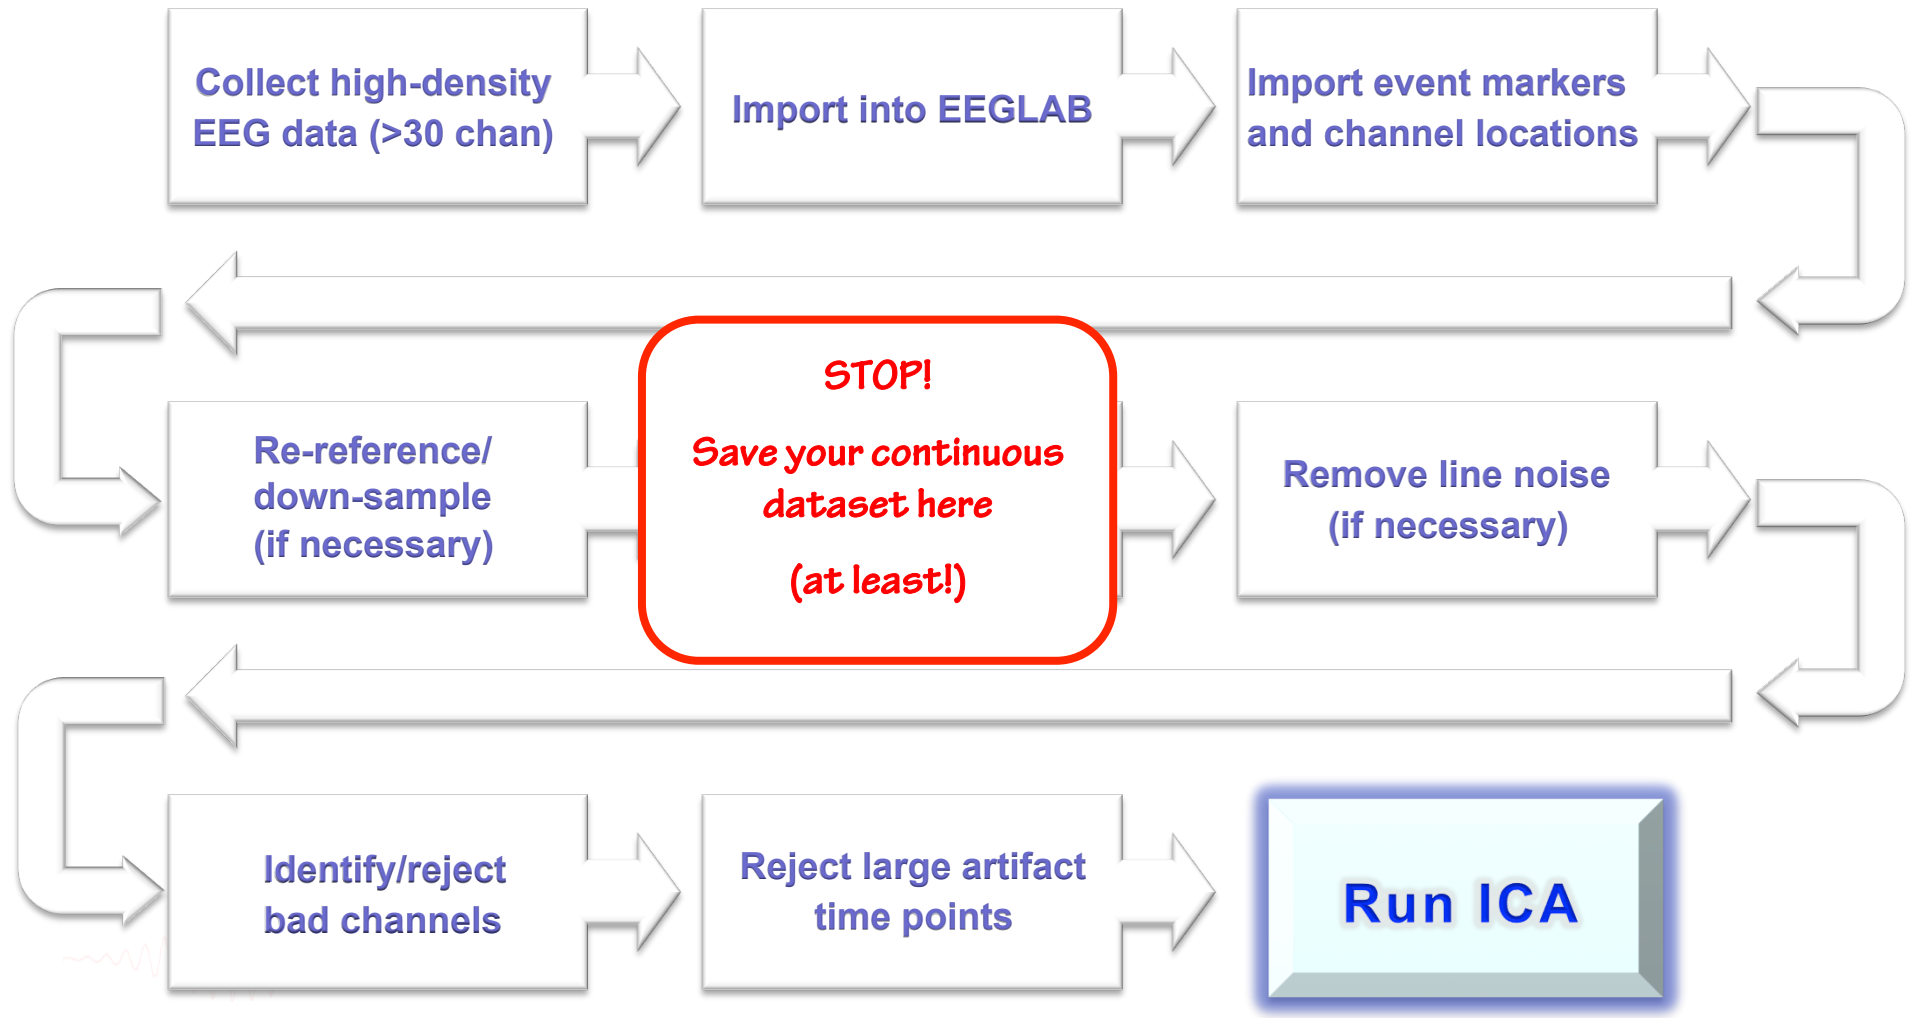 Collect high-density
EEG data (>30 chan)
Import into EEGLAB
Import event markers
and channel locations
Re-reference/
down-sample
(if necessary)
STOP!
Save your continuous
dataset here
(at least!)
Remove line noise
(if necessary)
Identify/reject
bad channels
Reject large artifact
time points
Run ICA